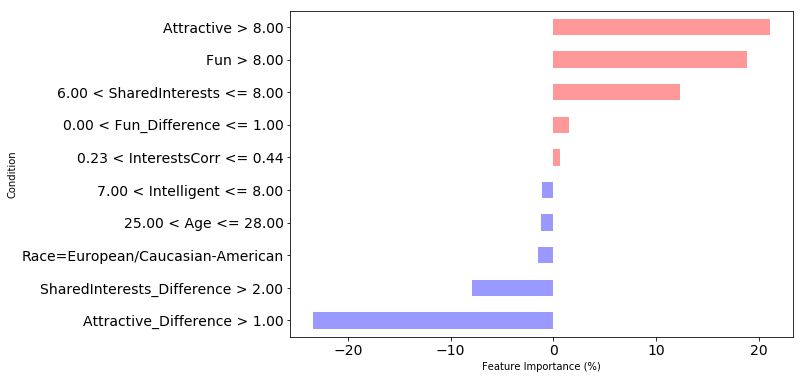 Attractive > 8.00
Fun > 8.00
6.00 < SharedInterests <= 8.00
0.00 < Fun_Difference <= 1.00
0.23 < InterestsCorr <= 0.44
7.00 < Intelligent <= 8.00
25.00 < Age <= 28.00
Race=European/Caucasian-American
SharedInterests_Difference > 2.00
Attractive_Difference > 1.00
Condition
−20 −10 0 10 20
Feature Importance (%)